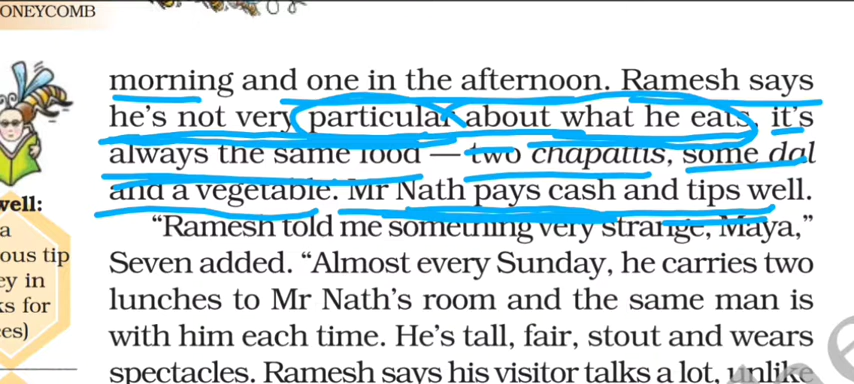 ONEYCOMB
morning and one in the afternoon. Ramesh says
he's not very particular about what he eats, it's
always the same food — two chapattis, some dal
and a vegetable. Mr Nath pays cash and tips well.
"Ramesh told me something very strange, Maya,"
Seven added. "Almost every Sunday, he carries two
lunches to Mr Nath's room and the same man is
with him each time. He's tall, fair, stout and wears
spectacles. Ramesh says his visitor talks a lot, unlike
well:
a
ous tip
ey in
ks for
ces)